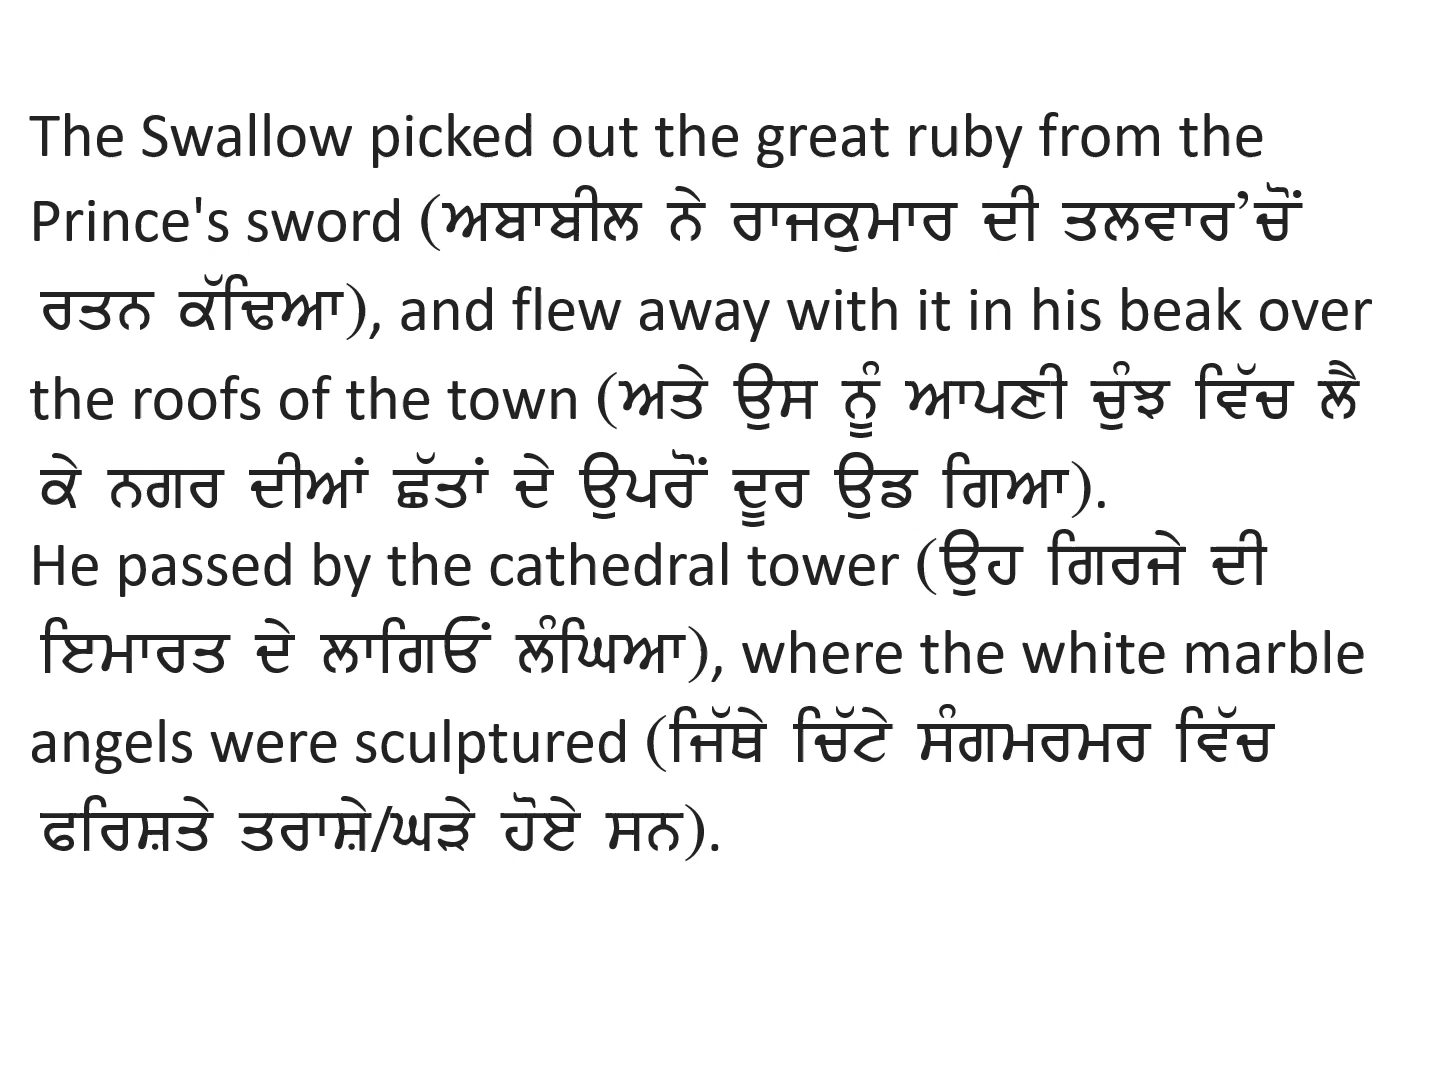 The Swallow picked out the great ruby from the
Prince's sword (ਅਬਾਬੀਲ ਨੇ ਰਾਜਕੁਮਾਰ ਦੀ ਤਲਵਾਰ’ਚੋਂ
ਰਤਨ ਕੱਢਿਆ), and flew away with it in his beak over
the roofs of the town (ਅਤੇ ਉਸ ਨੂੰ ਆਪਣੀ ਚੁੰਝ ਵਿੱਚ ਲੈ
ਕੇ ਨਗਰ ਦੀਆਂ ਛੱਤਾਂ ਦੇ ਉਪਰੋਂ ਦੂਰ ਉਡ ਗਿਆ).
He passed by the cathedral tower (ਉਹ ਗਿਰਜੇ ਦੀ
ਇਮਾਰਤ ਦੇ ਲਾਗਿਓਂ ਲੰਘਿਆ), where the white marble
angels were sculptured (ਜਿੱਥੇ ਚਿੱਟੇ ਸੰਗਮਰਮਰ ਵਿੱਚ
ਫਰਿਸ਼ਤੇ ਤਰਾਸ਼ੇ/ਘੜੇ ਹੋਏ ਸਨ).